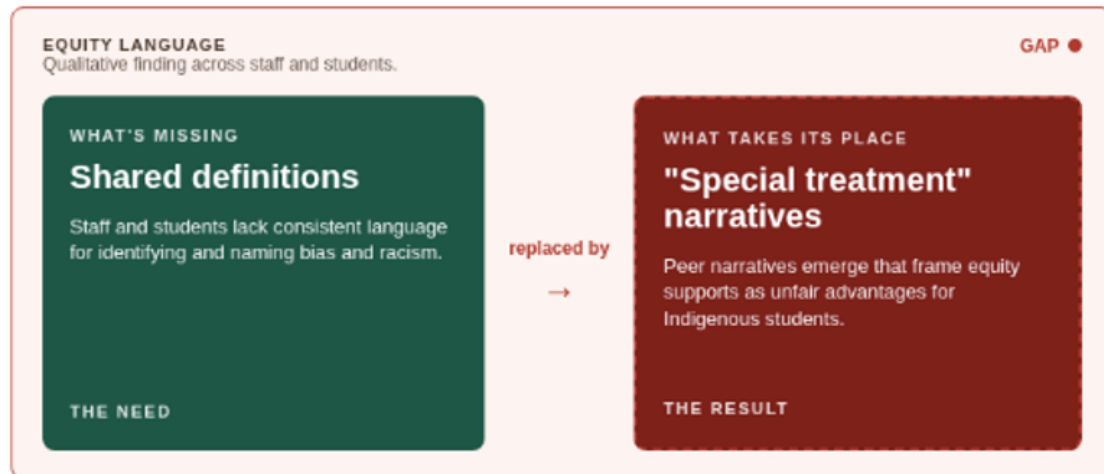 EQUITY LANGUAGE
Qualitative finding across staff and students.
GAP
WHAT'S MISSING
Shared definitions
Staff and students lack consistent language
for identifying and naming bias and racism.
THE NEED
replaced by
→
WHAT TAKES ITS PLACE
"Special treatment"
narratives
Peer narratives emerge that frame equity
supports as unfair advantages for
Indigenous students.
THE RESULT